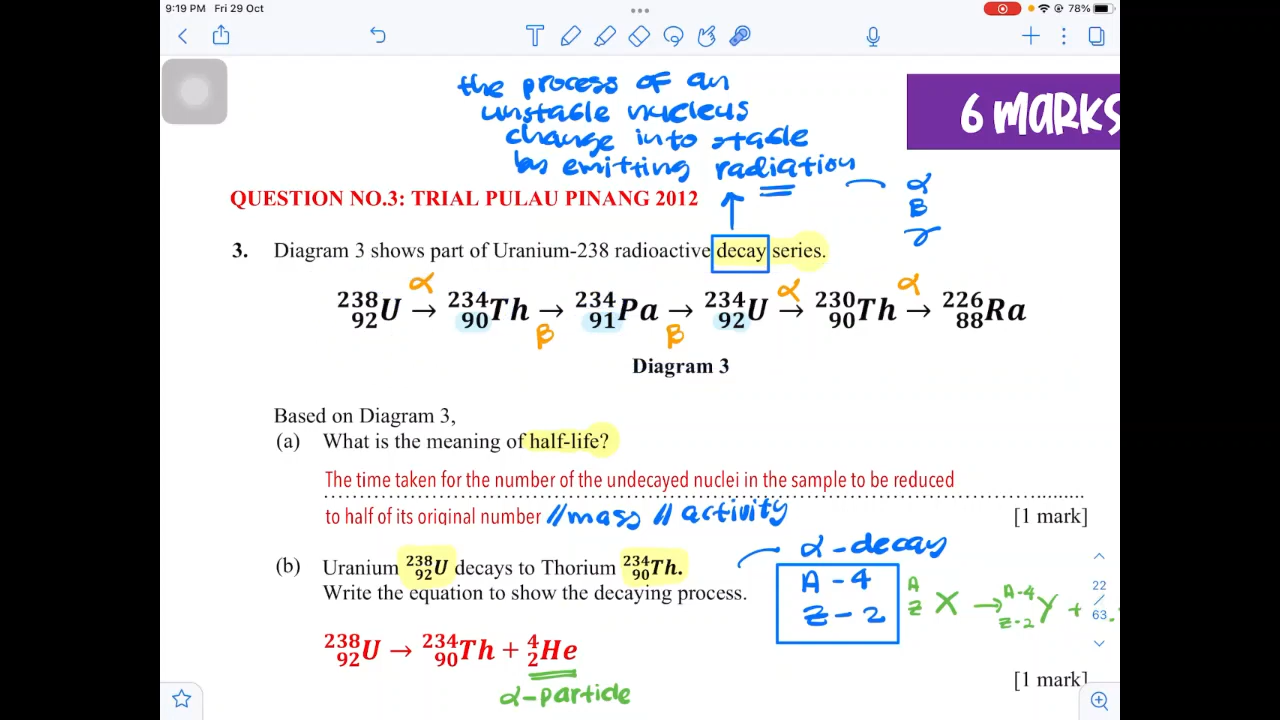 9:19 PM Fri 29 Oct
78%
T
the process of an
unstable nucleus
change into stable
by emitting radiation
6 MARKS
α
β
γ
QUESTION NO.3: TRIAL PULAU PINANG 2012
3. Diagram 3 shows part of Uranium-238 radioactive decay series.
α α α
²³⁸₉₂U → ²³⁴₉₀Th → ²³⁴₉₁Pa → ²³⁴₉₂U → ²³⁰₉₀Th → ²²⁶₈₈Ra
β β
Diagram 3
Based on Diagram 3,
(a) What is the meaning of half-life?
The time taken for the number of the undecayed nuclei in the sample to be reduced
to half of its original number //mass // activity [1 mark]
(b) Uranium ²³⁸₉₂U decays to Thorium ²³⁴₉₀Th.
Write the equation to show the decaying process.
α-decay
A - 4
Z - 2
ᴬ_Z X → ᴬ⁻⁴_Z₋₂ Y +
22
/
63
²³⁸₉₂U → ²³⁴₉₀Th + ⁴₂He
α-particle
[1 mark]